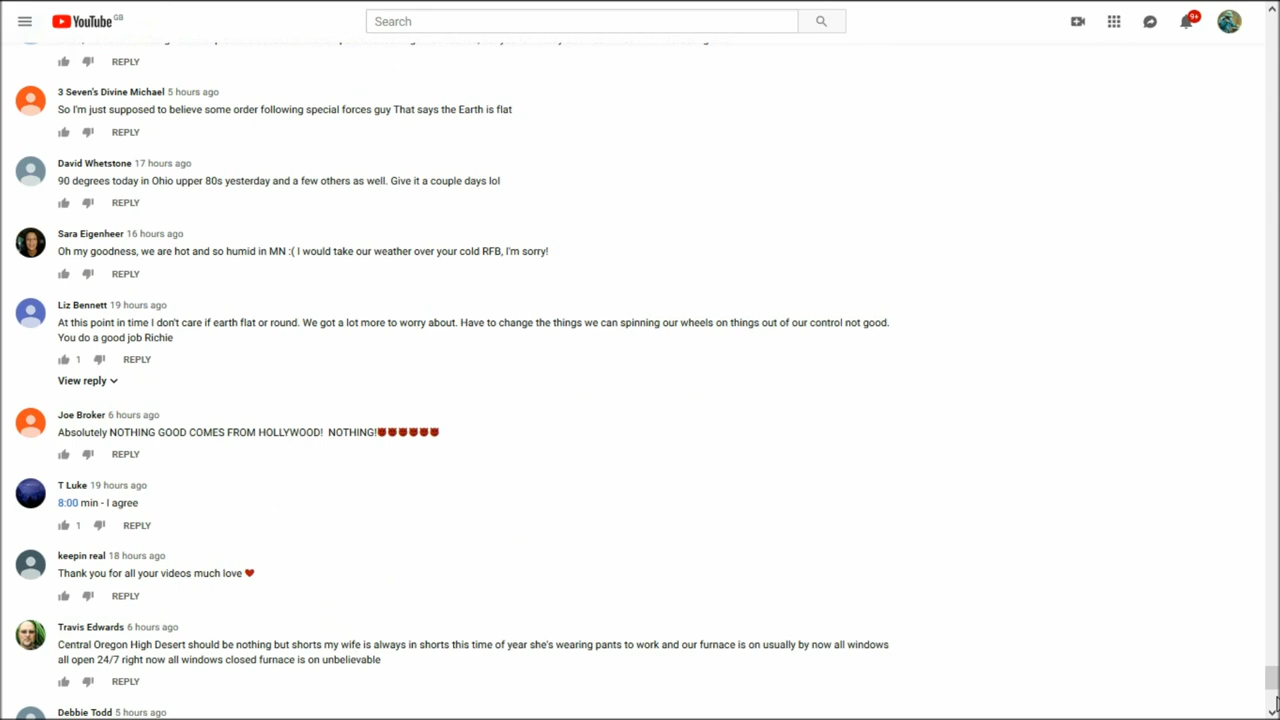 YouTube GB
Search
9+
REPLY
3 Seven's Divine Michael 5 hours ago
So I'm just supposed to believe some order following special forces guy That says the Earth is flat
REPLY
David Whetstone 17 hours ago
90 degrees today in Ohio upper 80s yesterday and a few others as well. Give it a couple days lol
REPLY
Sara Eigenheer 16 hours ago
Oh my goodness, we are hot and so humid in MN :( I would take our weather over your cold RFB, I'm sorry!
REPLY
Liz Bennett 19 hours ago
At this point in time I don't care if earth flat or round. We got a lot more to worry about. Have to change the things we can spinning our wheels on things out of our control not good.
You do a good job Richie
1 REPLY
View reply
Joe Broker 6 hours ago
Absolutely NOTHING GOOD COMES FROM HOLLYWOOD! NOTHING!👿👿👿👿👿👿
REPLY
T Luke 19 hours ago
8:00 min - I agree
1 REPLY
keepin real 18 hours ago
Thank you for all your videos much love ❤
REPLY
Travis Edwards 6 hours ago
Central Oregon High Desert should be nothing but shorts my wife is always in shorts this time of year she's wearing pants to work and our furnace is on usually by now all windows
all open 24/7 right now all windows closed furnace is on unbelievable
REPLY
Debbie Todd 5 hours ago